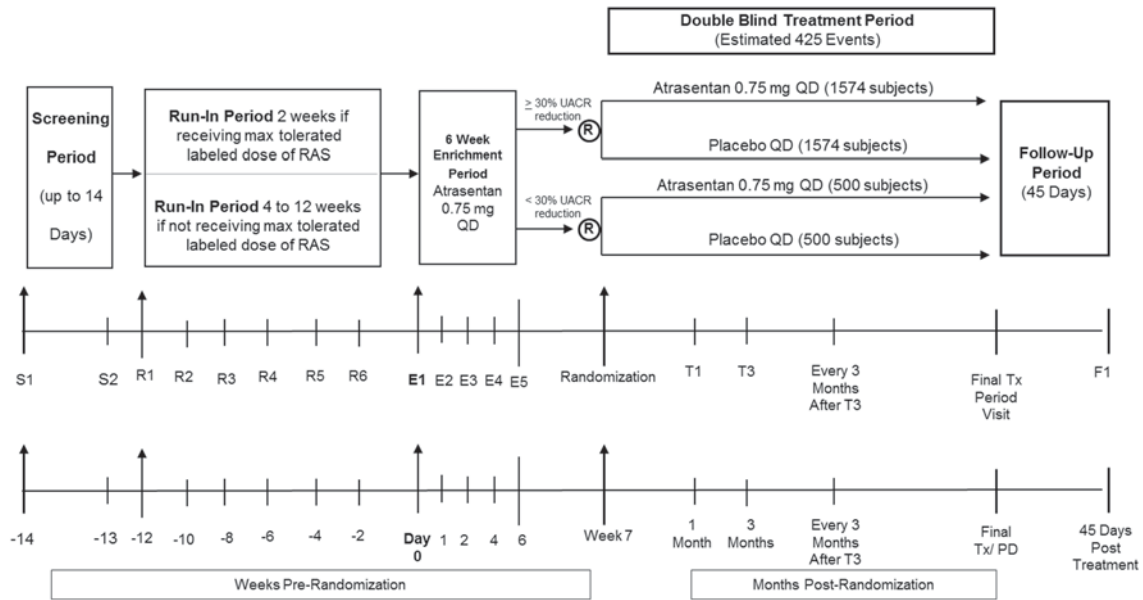 Double Blind Treatment Period
(Estimated 425 Events)
Screening
Period
(up to 14
Days)
Run-In Period 2 weeks if
receiving max tolerated
labeled dose of RAS
Run-In Period 4 to 12 weeks
if not receiving max tolerated
labeled dose of RAS
6 Week
Enrichment
Period
Atrasentan
0.75 mg
QD
≥ 30% UACR
reduction
R
< 30% UACR
reduction
R
Atrasentan 0.75 mg QD (1574 subjects)
Placebo QD (1574 subjects)
Atrasentan 0.75 mg QD (500 subjects)
Placebo QD (500 subjects)
Follow-Up
Period
(45 Days)
S1 S2 R1 R2 R3 R4 R5 R6 E1 E2 E3 E4 E5 Randomization T1 T3 Every 3
Months
After T3
Final Tx
Period
Visit
F1
-14 -13 -12 -10 -8 -6 -4 -2 Day
0
1 2 4 6 Week 7 1
Month
3
Months
Every 3
Months
After T3
Final
Tx/ PD
45 Days
Post
Treatment
Weeks Pre-Randomization
Months Post-Randomization